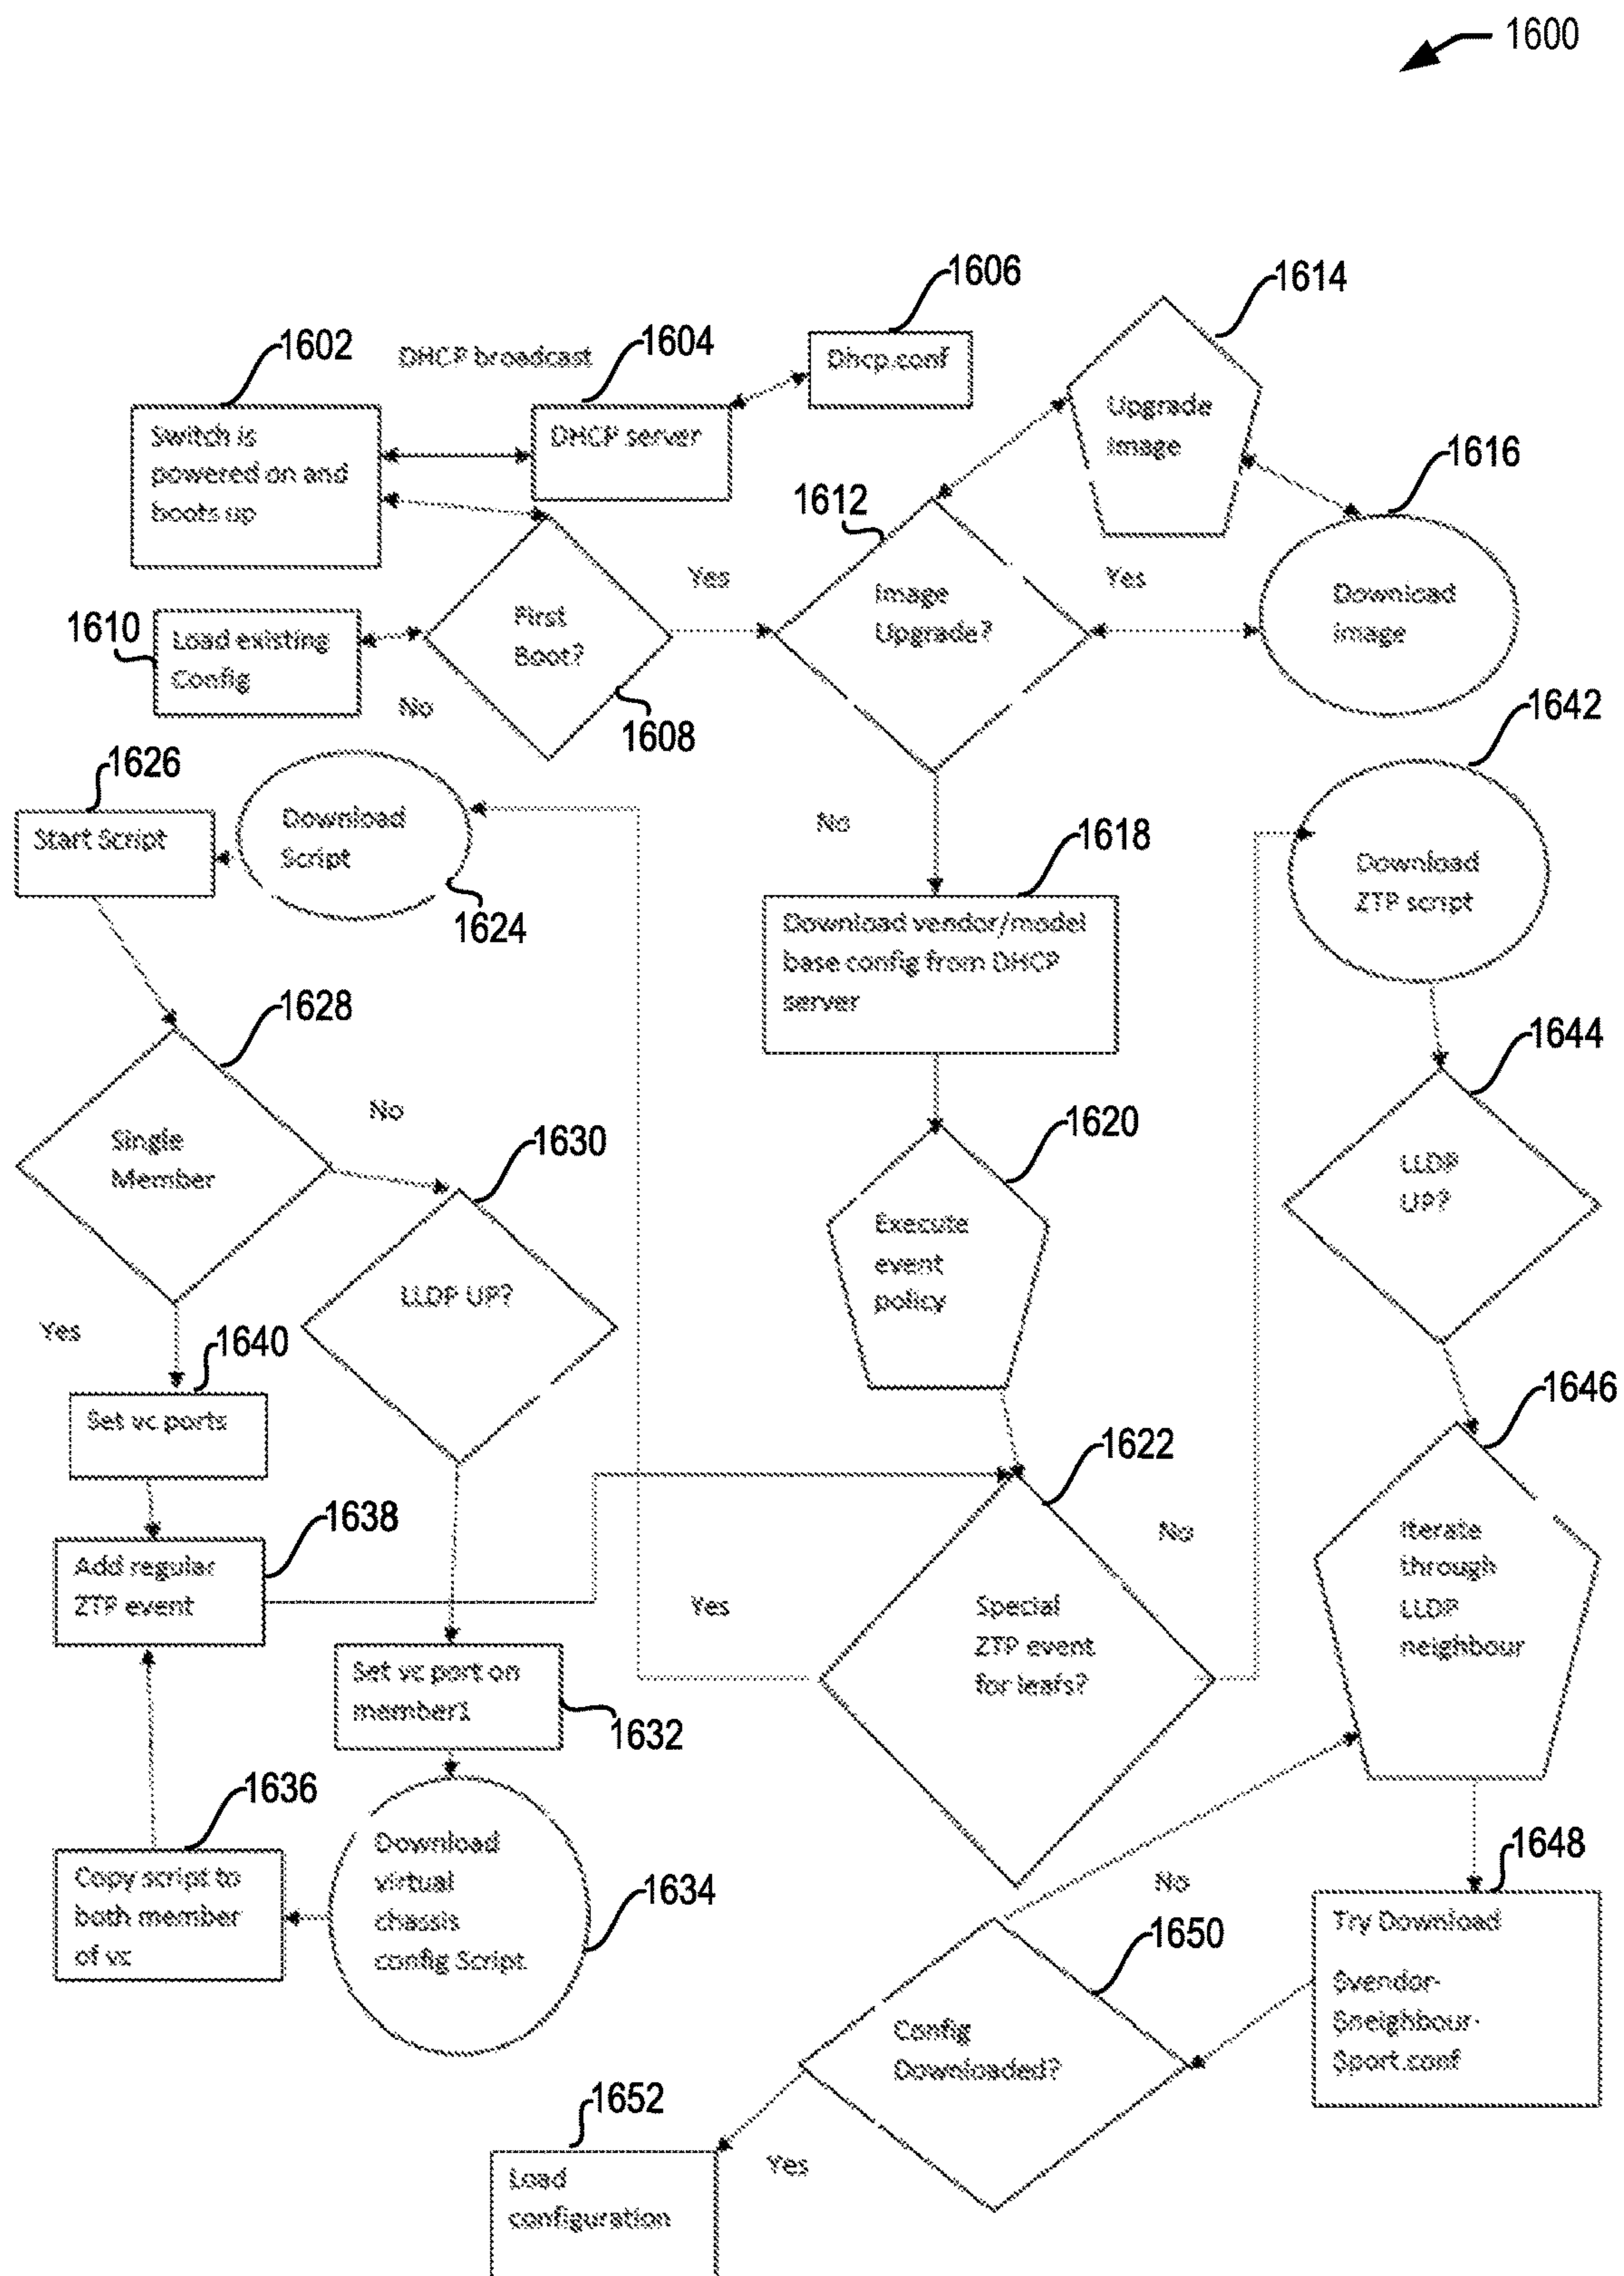 1600
1606
1614
1602
DHCP broadcast
1604
Dhcp.conf
Switch is
powered on and
boots up
DHCP server
Upgrade
Image
1616
1612
Yes
Yes
First
Boot?
Image
Upgrade?
Download
image
1610
Load existing
Config
No
1608
1642
1626
Start Script
Download
Script
1624
No
1618
Download vendor/model
base config from DHCP
server
Download
ZTP script
1628
No
1644
Single
Member
1630
1620
LLDP
UP?
Execute
event
policy
LLDP UP?
Yes
1640
Set vc ports
1646
1622
1638
Add regular
ZTP event
No
Iterate
through
LLDP
neighbour
Yes
Special
ZTP event
for leafs?
Set vc port on
member1
1632
1636
Copy script to
both member
of vc
Download
virtual
chassis
config Script
1634
No
1648
Try Download
$vendor-
$neighbour-
$port.conf
1650
Config
Downloaded?
1652
Yes
Load
configuration